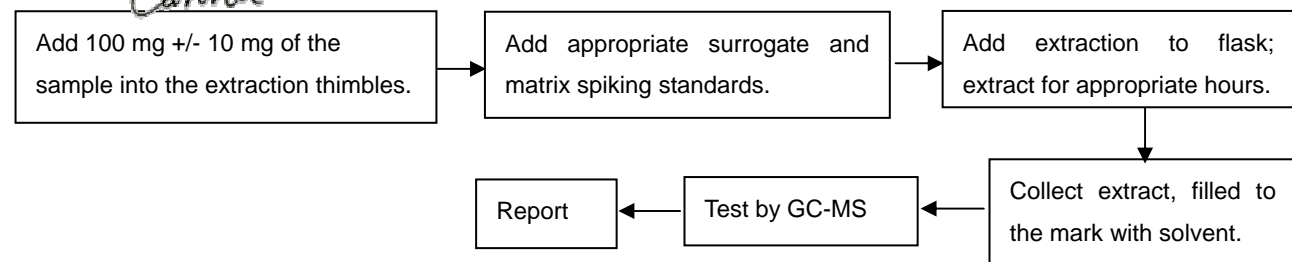 Add 100 mg +/- 10 mg of the
sample into the extraction thimbles.
Add appropriate surrogate and
matrix spiking standards.
Add extraction to flask;
extract for appropriate hours.
Collect extract, filled to
the mark with solvent.
Test by GC-MS
Report